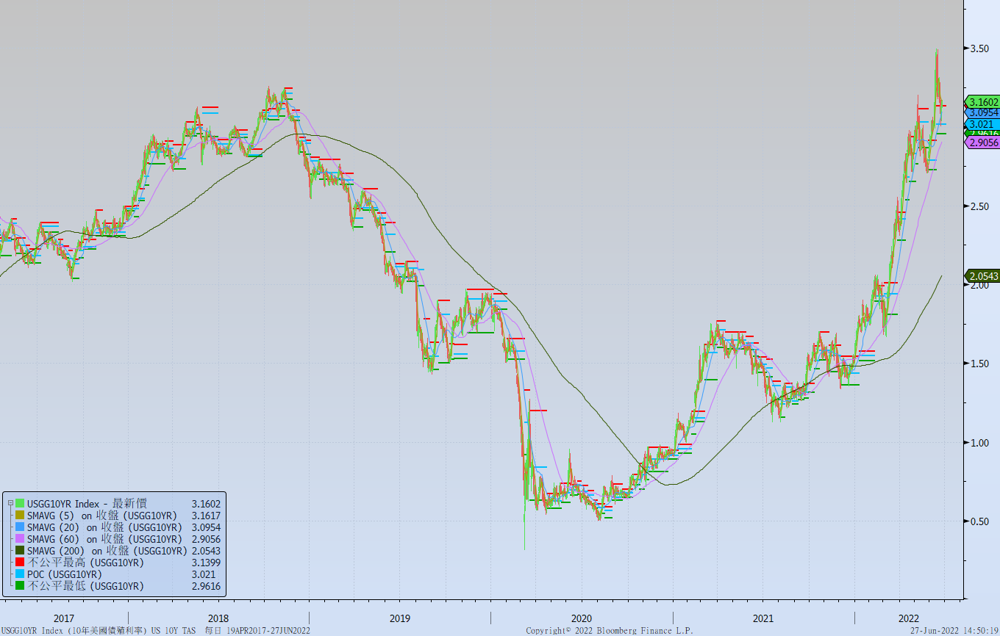 3.50
3.1602
3.0954
3.021
2.9616
2.9056
2.50
2.0543
2.00
1.50
1.00
0.50
USGG10YR Index - 最新價 3.1602
SMAVG (5) on 收盤 (USGG10YR) 3.1617
SMAVG (20) on 收盤 (USGG10YR) 3.0954
SMAVG (60) on 收盤 (USGG10YR) 2.9056
SMAVG (200) on 收盤 (USGG10YR) 2.0543
不公平最高 (USGG10YR) 3.1399
POC (USGG10YR) 3.021
不公平最低 (USGG10YR) 2.9616
2017 2018 2019 2020 2021 2022
USGG10YR Index (10年美國債殖利率) US 10Y TAS 每日 19APR2017-27JUN2022 Copyright© 2022 Bloomberg Finance L.P. 27-Jun-2022 14:50:19